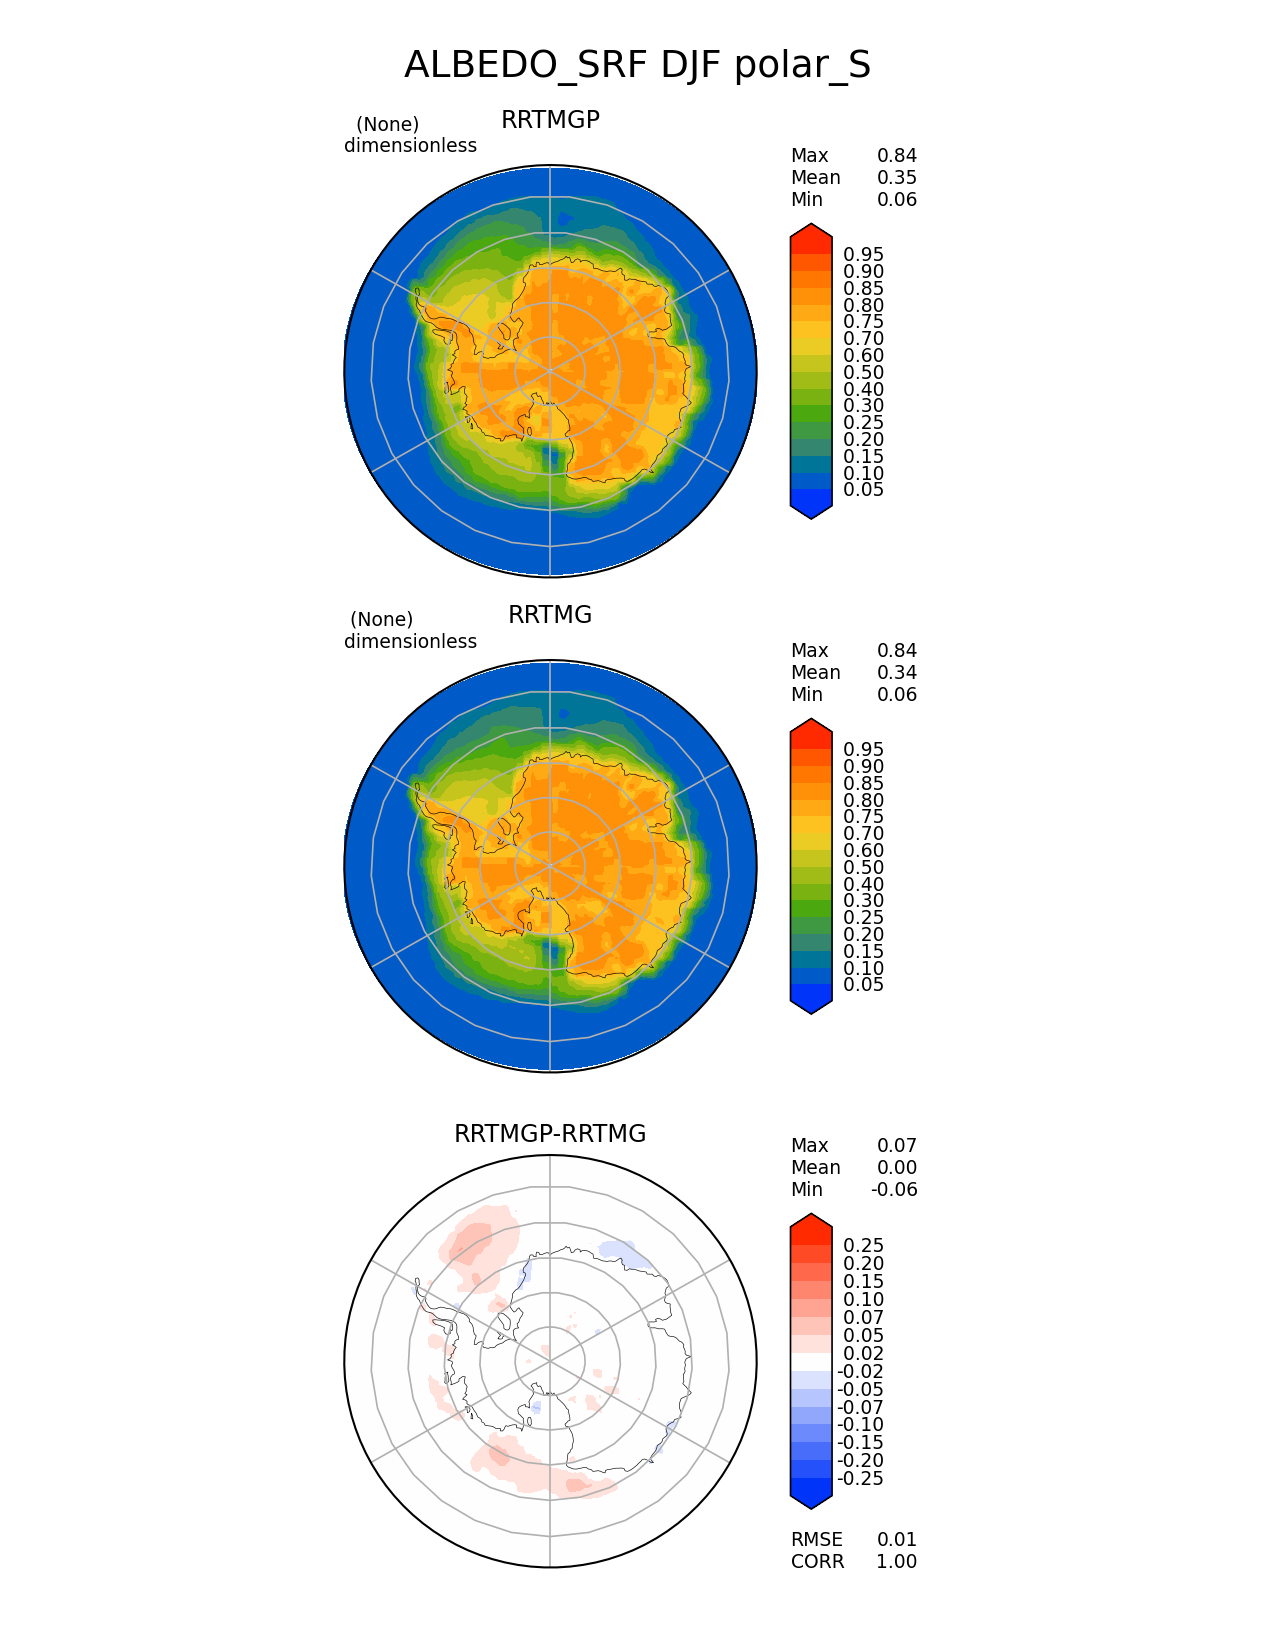 ALBEDO_SRF DJF polar_S
(None)
dimensionless
RRTMGP
Max 0.84
Mean 0.35
Min 0.06
0.95
0.90
0.85
0.80
0.75
0.70
0.60
0.50
0.40
0.30
0.25
0.20
0.15
0.10
0.05
(None)
dimensionless
RRTMG
Max 0.84
Mean 0.34
Min 0.06
0.95
0.90
0.85
0.80
0.75
0.70
0.60
0.50
0.40
0.30
0.25
0.20
0.15
0.10
0.05
RRTMGP-RRTMG
Max 0.07
Mean 0.00
Min -0.06
0.25
0.20
0.15
0.10
0.07
0.05
0.02
-0.02
-0.05
-0.07
-0.10
-0.15
-0.20
-0.25
RMSE 0.01
CORR 1.00